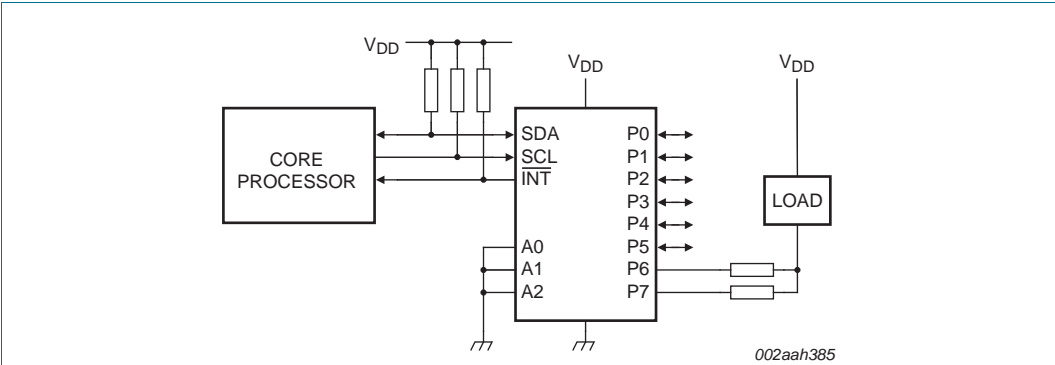 VDD
VDD
VDD
CORE
PROCESSOR
SDA
SCL
INT
A0
A1
A2
P0
P1
P2
P3
P4
P5
P6
P7
LOAD
002aah385